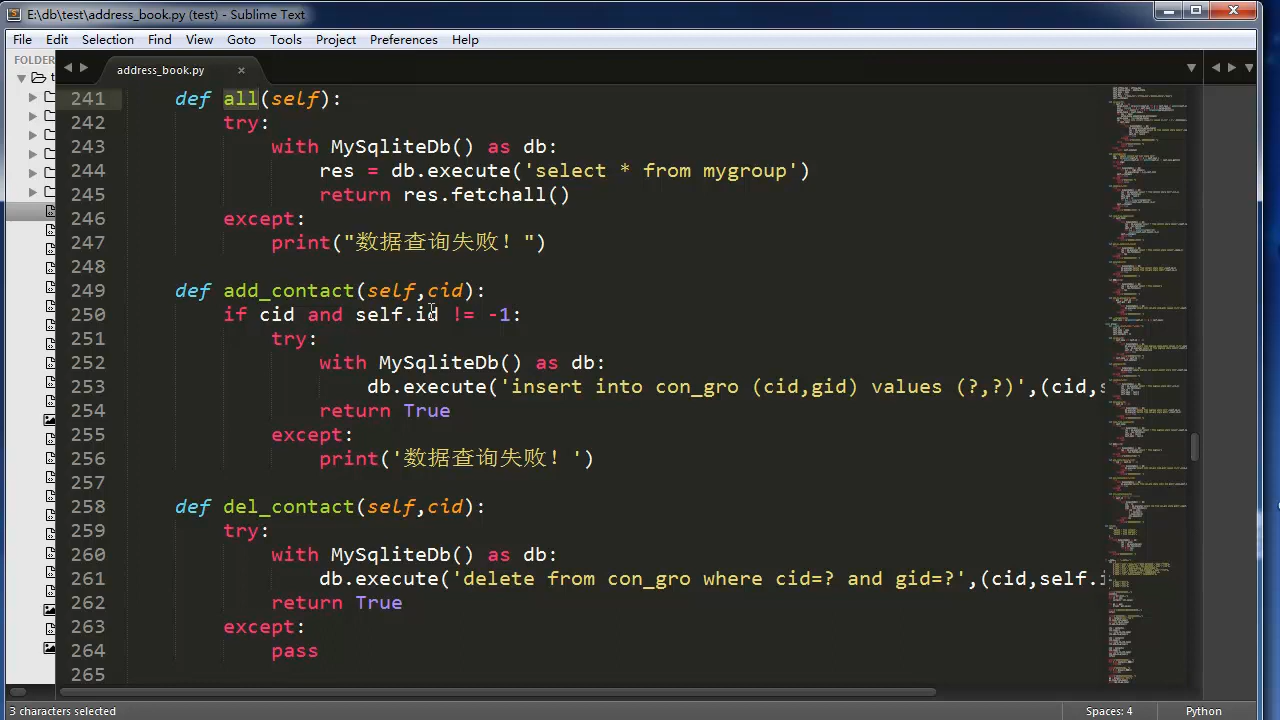 E:\db\test\address_book.py (test) - Sublime Text
File Edit Selection Find View Goto Tools Project Preferences Help
FOLDER
address_book.py
241 def all(self):
242 try:
243 with MySqliteDb() as db:
244 res = db.execute('select * from mygroup')
245 return res.fetchall()
246 except:
247 print("数据查询失败！")
248
249 def add_contact(self,cid):
250 if cid and self.id != -1:
251 try:
252 with MySqliteDb() as db:
253 db.execute('insert into con_gro (cid,gid) values (?,?)',(cid,s
254 return True
255 except:
256 print('数据查询失败！')
257
258 def del_contact(self,cid):
259 try:
260 with MySqliteDb() as db:
261 db.execute('delete from con_gro where cid=? and gid=?',(cid,self.i
262 return True
263 except:
264 pass
265
3 characters selected
Spaces: 4
Python